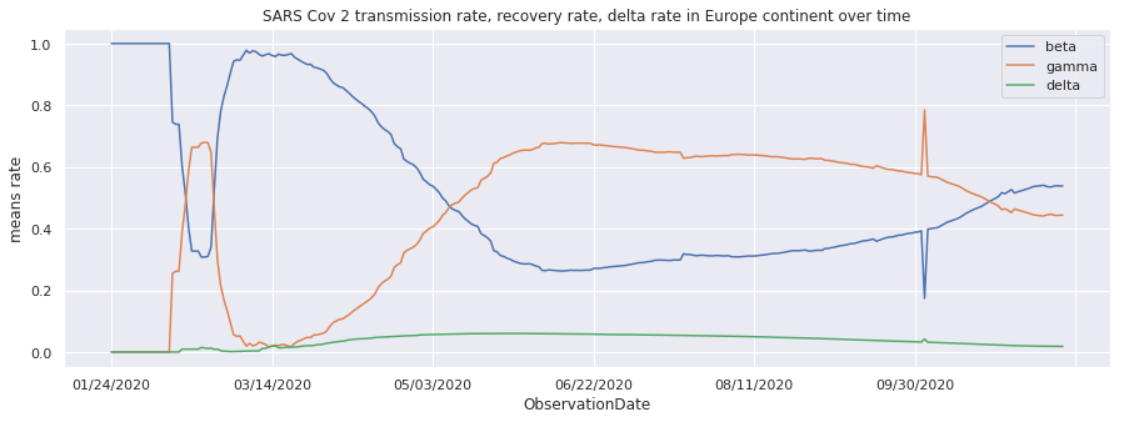 SARS Cov 2 transmission rate, recovery rate, delta rate in Europe continent over time
beta
gamma
delta
means rate
1.0
0.8
0.6
0.4
0.2
0.0
01/24/2020
03/14/2020
05/03/2020
06/22/2020
08/11/2020
09/30/2020
ObservationDate